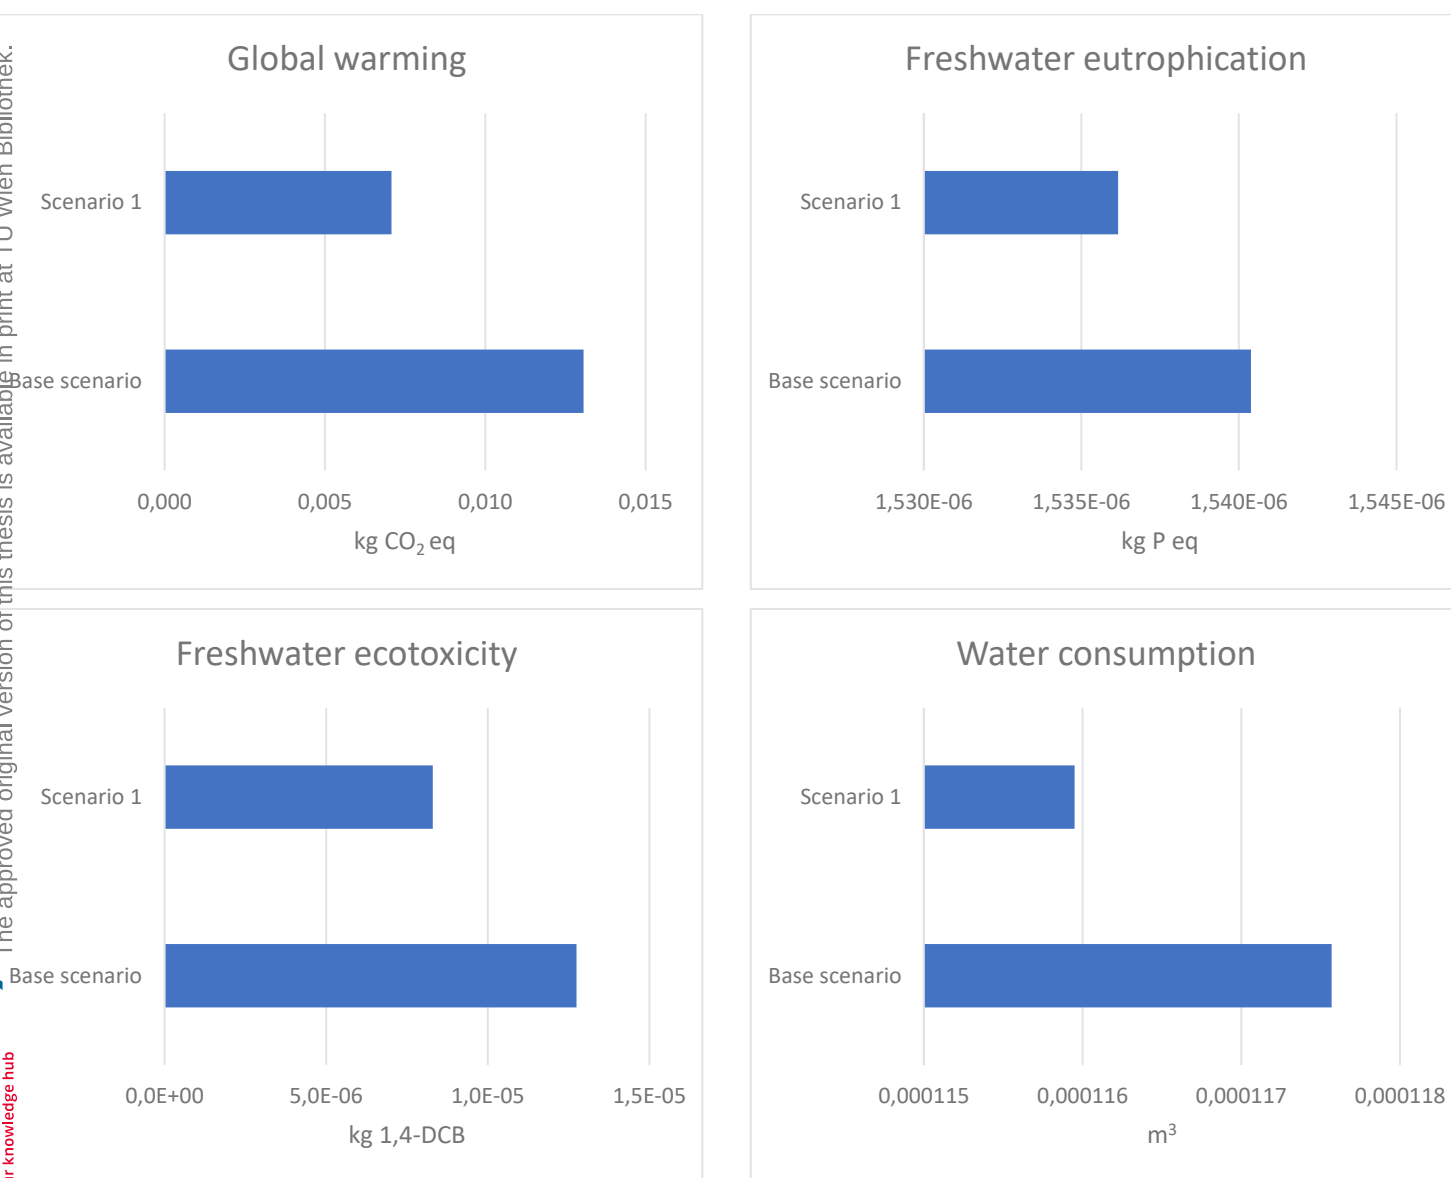 Global warming
Scenario 1
Base scenario
0,000 0,005 0,010 0,015
kg CO₂ eq
Freshwater eutrophication
Scenario 1
Base scenario
1,530E-06 1,535E-06 1,540E-06 1,545E-06
kg P eq
Freshwater ecotoxicity
Scenario 1
Base scenario
0,0E+00 5,0E-06 1,0E-05 1,5E-05
kg 1,4-DCB
Water consumption
Scenario 1
Base scenario
0,000115 0,000116 0,000117 0,000118
m³
The approved original version of this thesis is available in print at TU Wien Bibliothek.
knowledge hub